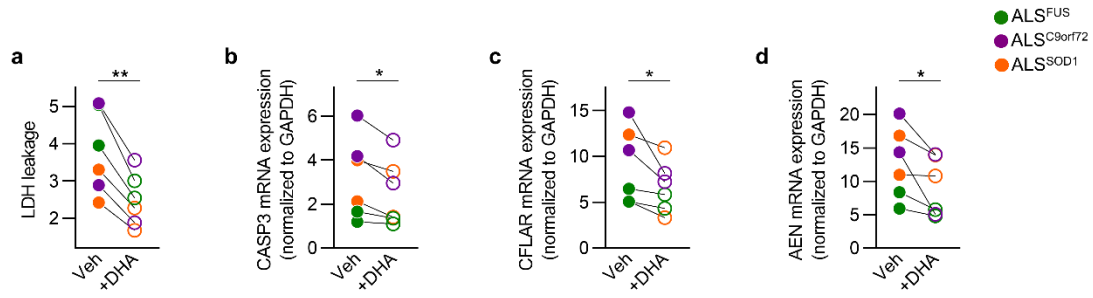 ALSFUS
ALSC9orf72
ALSSOD1
a
**
LDH leakage
5
4
3
2
Veh
+DHA
b
*
CASP3 mRNA expression
(normalized to GAPDH)
6
4
2
0
Veh
+DHA
c
*
CFLAR mRNA expression
(normalized to GAPDH)
15
10
5
0
Veh
+DHA
d
*
AEN mRNA expression
(normalized to GAPDH)
20
15
10
5
0
Veh
+DHA